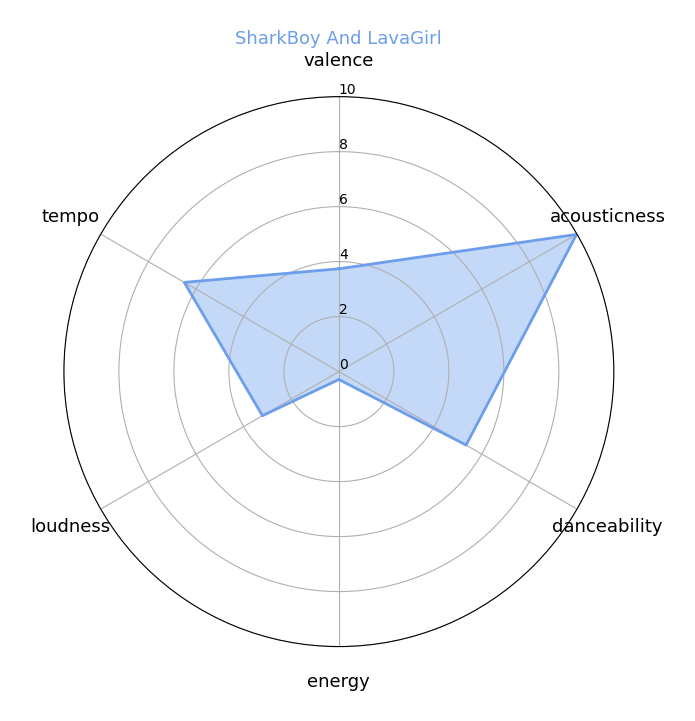 SharkBoy And LavaGirl
valence
10
8
6
4
2
0
tempo
acousticness
loudness
danceability
energy